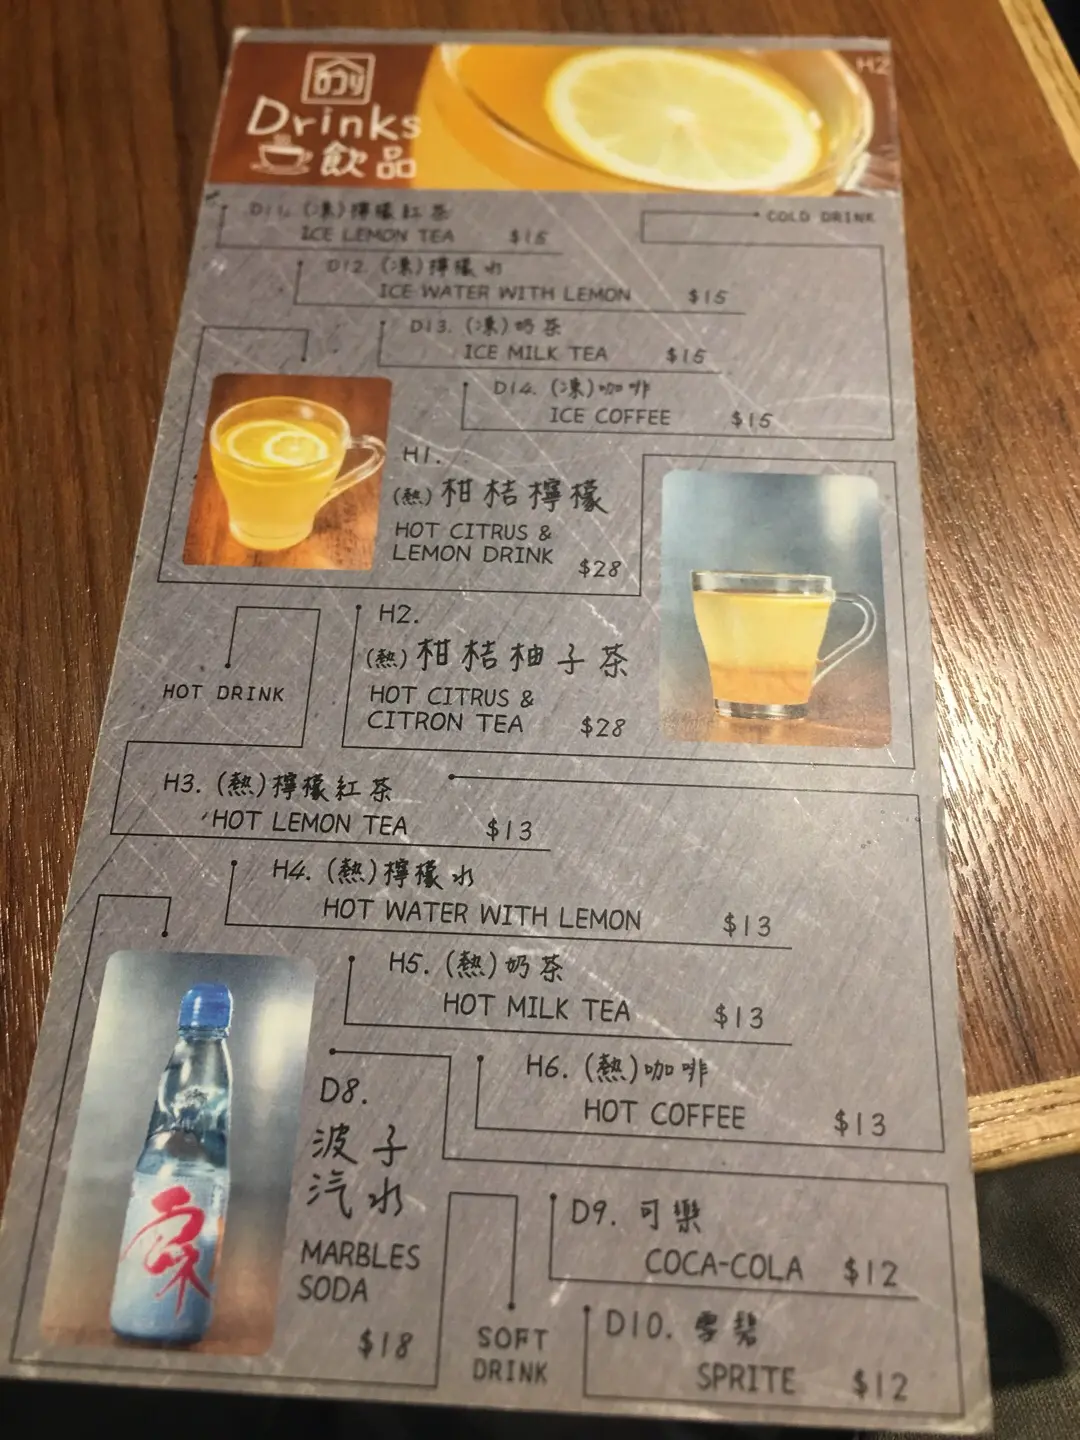 Drinks
飲品
H2
COLD DRINK
D11. (凍)檸檬紅茶
ICE LEMON TEA $15
D12. (凍)檸檬水
ICE WATER WITH LEMON $15
D13. (凍)奶茶
ICE MILK TEA $15
D14. (凍)咖啡
ICE COFFEE $15
H1.
(熱)柑桔檸檬
HOT CITRUS &
LEMON DRINK $28
H2.
(熱)柑桔柚子茶
HOT CITRUS &
CITRON TEA $28
HOT DRINK
H3. (熱)檸檬紅茶
HOT LEMON TEA $13
H4. (熱)檸檬水
HOT WATER WITH LEMON $13
H5. (熱)奶茶
HOT MILK TEA $13
H6. (熱)咖啡
HOT COFFEE $13
D8.
波子
汽水
MARBLES
SODA
$18
SOFT
DRINK
D9. 可樂
COCA-COLA $12
D10. 雪碧
SPRITE $12